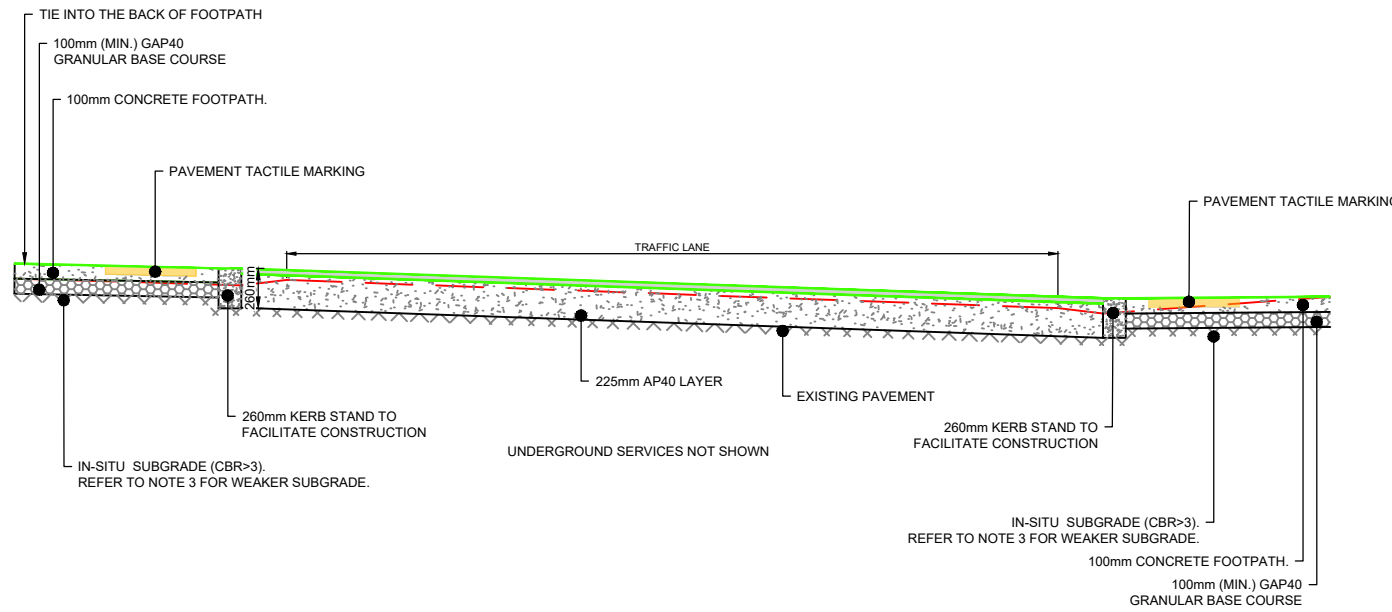 TIE INTO THE BACK OF FOOTPATH
100mm (MIN.) GAP40
GRANULAR BASE COURSE
100mm CONCRETE FOOTPATH.
PAVEMENT TACTILE MARKING
PAVEMENT TACTILE MARKING
TRAFFIC LANE
260mm
225mm AP40 LAYER
EXISTING PAVEMENT
260mm KERB STAND TO
FACILITATE CONSTRUCTION
260mm KERB STAND TO
FACILITATE CONSTRUCTION
UNDERGROUND SERVICES NOT SHOWN
IN-SITU SUBGRADE (CBR>3).
REFER TO NOTE 3 FOR WEAKER SUBGRADE.
IN-SITU SUBGRADE (CBR>3).
REFER TO NOTE 3 FOR WEAKER SUBGRADE.
100mm CONCRETE FOOTPATH.
100mm (MIN.) GAP40
GRANULAR BASE COURSE